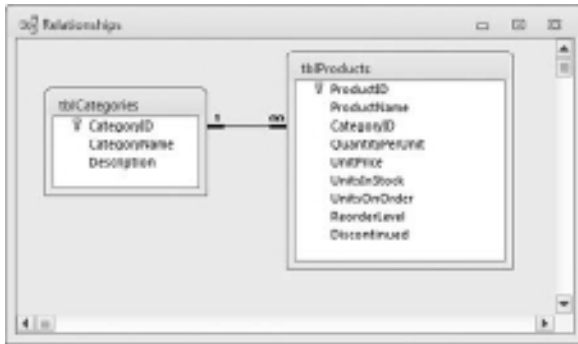 Relationships
tblCategories
CategoryID
CategoryName
Description
1
∞
tblProducts
ProductID
ProductName
CategoryID
QuantityPerUnit
UnitPrice
UnitsInStock
UnitsOnOrder
ReorderLevel
Discontinued